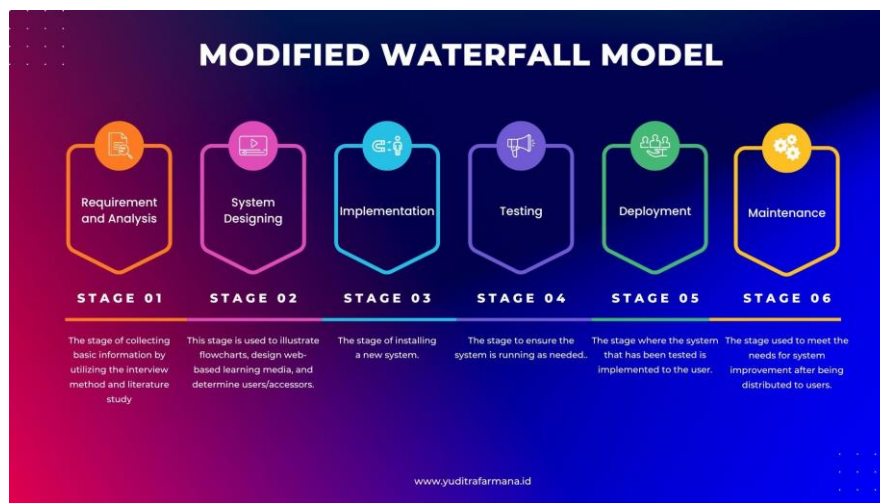 MODIFIED WATERFALL MODEL
Requirement
and Analysis
System
Designing
Implementation
Testing
Deployment
Maintenance
STAGE 01
STAGE 02
STAGE 03
STAGE 04
STAGE 05
STAGE 06
The stage of collecting
basic information by
utilizing the interview
method and literature
study
This stage is used to illustrate
flowcharts, design web-
based learning media, and
determine users/accessors.
The stage of installing
a new system.
The stage to ensure the
system is running as needed..
The stage where the system
that has been tested is
implemented to the user.
The stage used to meet the
needs for system
improvement after being
distributed to users.
www.yuditrafarmana.id